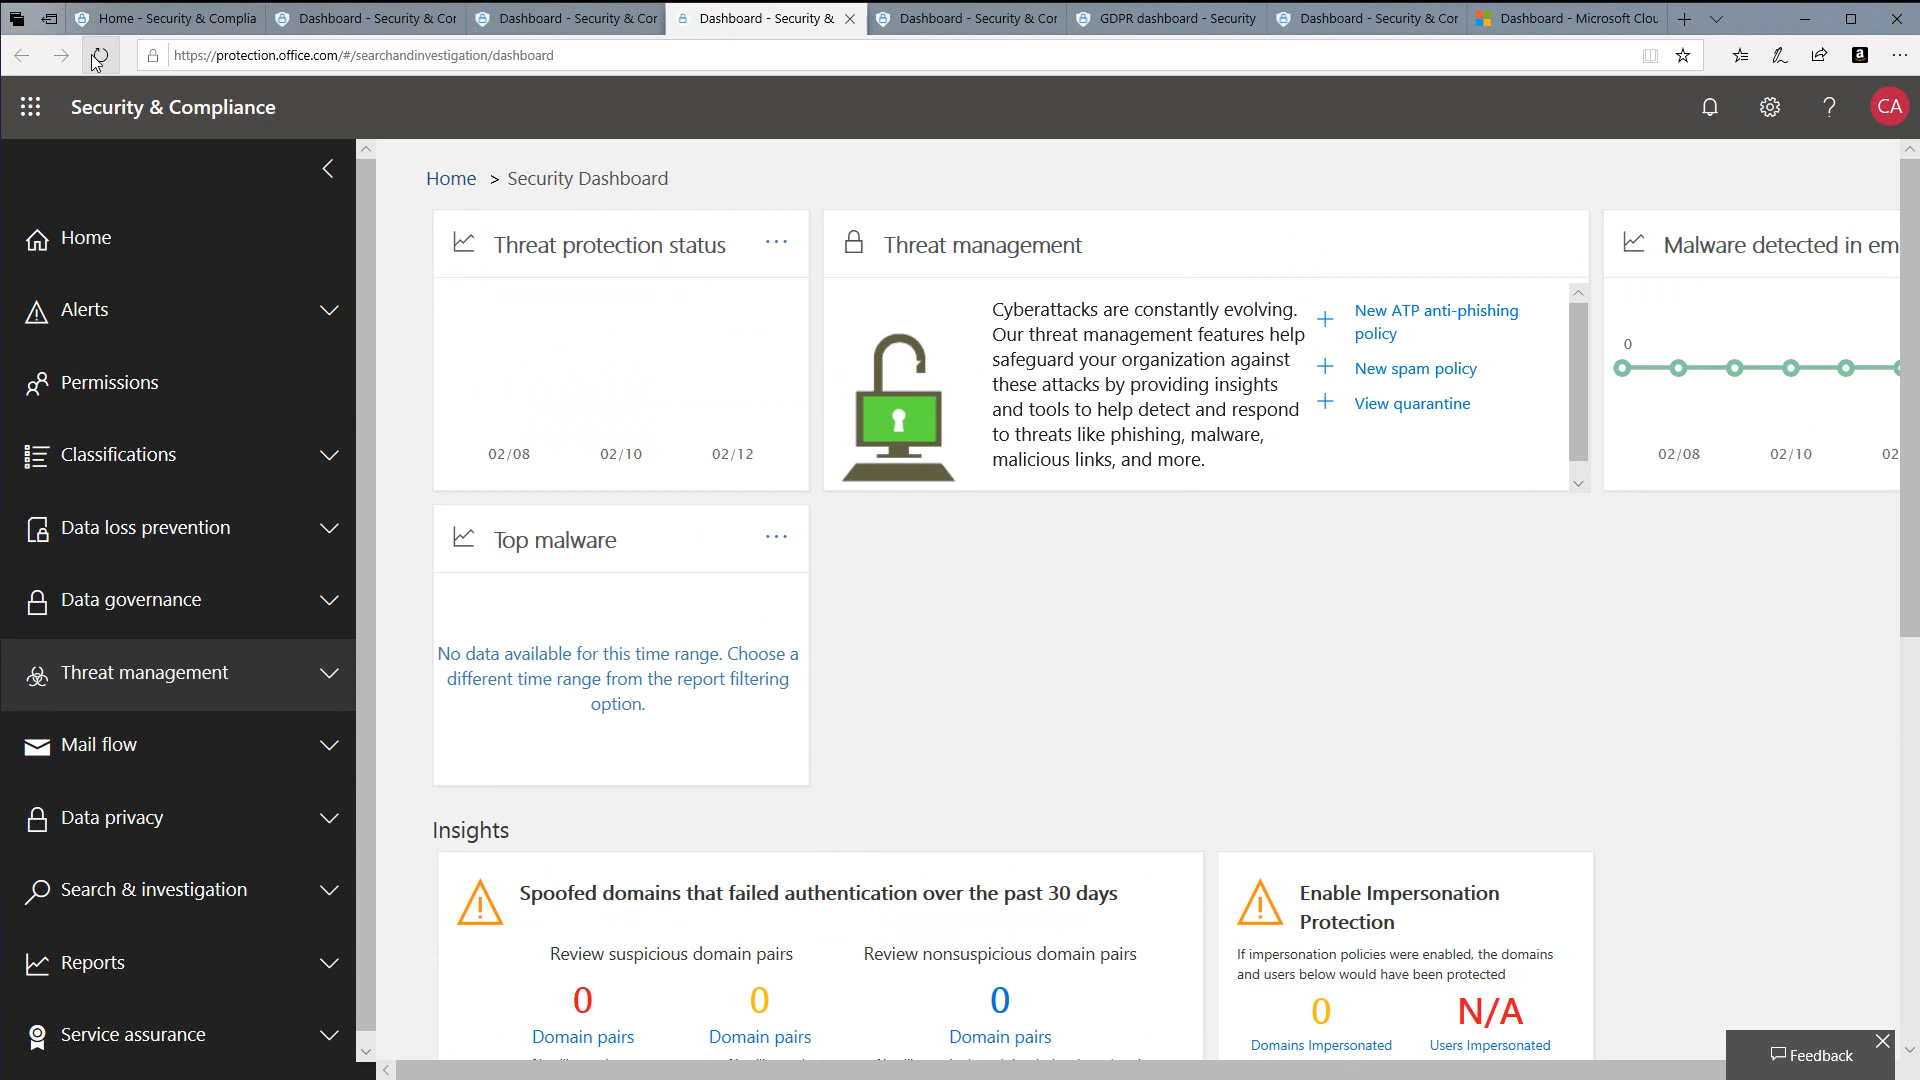 Home - Security & Complia
Dashboard - Security & Cor
Dashboard - Security & Cor
Dashboard - Security &
Dashboard - Security & Cor
GDPR dashboard - Security
Dashboard - Security & Cor
Dashboard - Microsoft Clou
https://protection.office.com/#/searchandinvestigation/dashboard
a
Security & Compliance
?
CA
Home
Alerts
Permissions
Classifications
Data loss prevention
Data governance
Threat management
Mail flow
Data privacy
Search & investigation
Reports
Service assurance
Home > Security Dashboard
Threat protection status
02/08 02/10 02/12
Threat management
Cyberattacks are constantly evolving.
Our threat management features help
safeguard your organization against
these attacks by providing insights
and tools to help detect and respond
to threats like phishing, malware,
malicious links, and more.
New ATP anti-phishing
policy
New spam policy
View quarantine
Malware detected in em
0
02/08 02/10 02
Top malware
No data available for this time range. Choose a
different time range from the report filtering
option.
Insights
Spoofed domains that failed authentication over the past 30 days
Review suspicious domain pairs Review nonsuspicious domain pairs
0 0 0
Domain pairs Domain pairs Domain pairs
Enable Impersonation
Protection
If impersonation policies were enabled, the domains
and users below would have been protected
0 N/A
Domains Impersonated Users Impersonated
Feedback